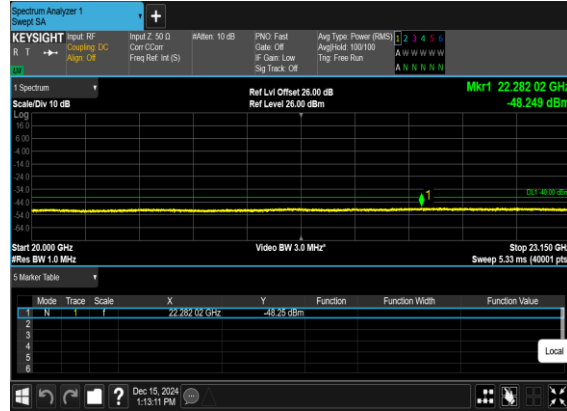 Spectrum Analyzer 1
Swept SA
+
KEYSIGHT
R T
LW
Input: RF
Coupling: DC
Align: Off
Input Z: 50 Ω
Corr CCorr
Freq Ref: Int (S)
#Atten: 10 dB
PNO: Fast
Gate: Off
IF Gain: Low
Sig Track: Off
Avg Type: Power (RMS)
Avg|Hold: 100/100
Trig: Free Run
1 2 3 4 5 6
A W W W W W
A N N N N N
1 Spectrum
Scale/Div 10 dB
Ref Lvl Offset 26.00 dB
Ref Level 26.00 dBm
Mkr1 22.282 02 GHz
-48.249 dBm
Log
16.0
6.00
-4.00
-14.0
-24.0
-34.0
-44.0
-54.0
-64.0
1
DL1 -40.00 dBm
Start 20.000 GHz
#Res BW 1.0 MHz
Video BW 3.0 MHz*
Stop 23.150 GHz
Sweep 5.33 ms (40001 pts)
5 Marker Table
Mode Trace Scale X Y Function Function Width Function Value
1 N 1 f 22.282 02 GHz -48.25 dBm
2
3
4
5
6
Local
?
Dec 15, 2024
1:13:11 PM